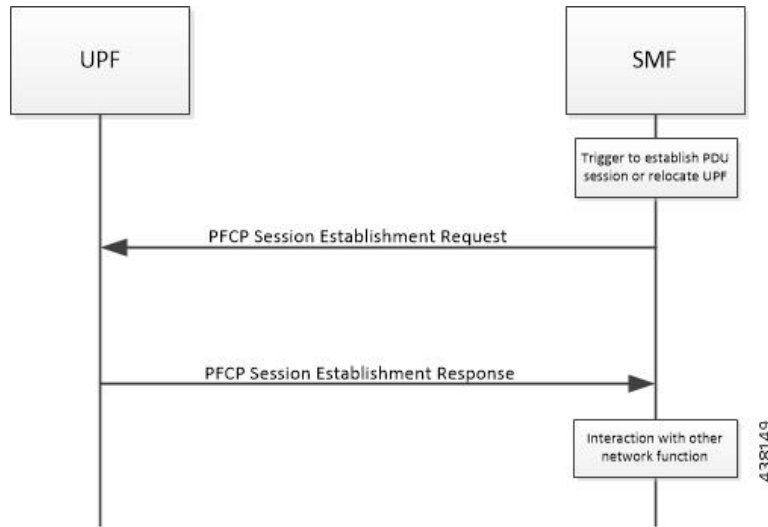 UPF
SMF
Trigger to establish PDU
session or relocate UPF
PFCP Session Establishment Request
PFCP Session Establishment Response
Interaction with other
network function
438149